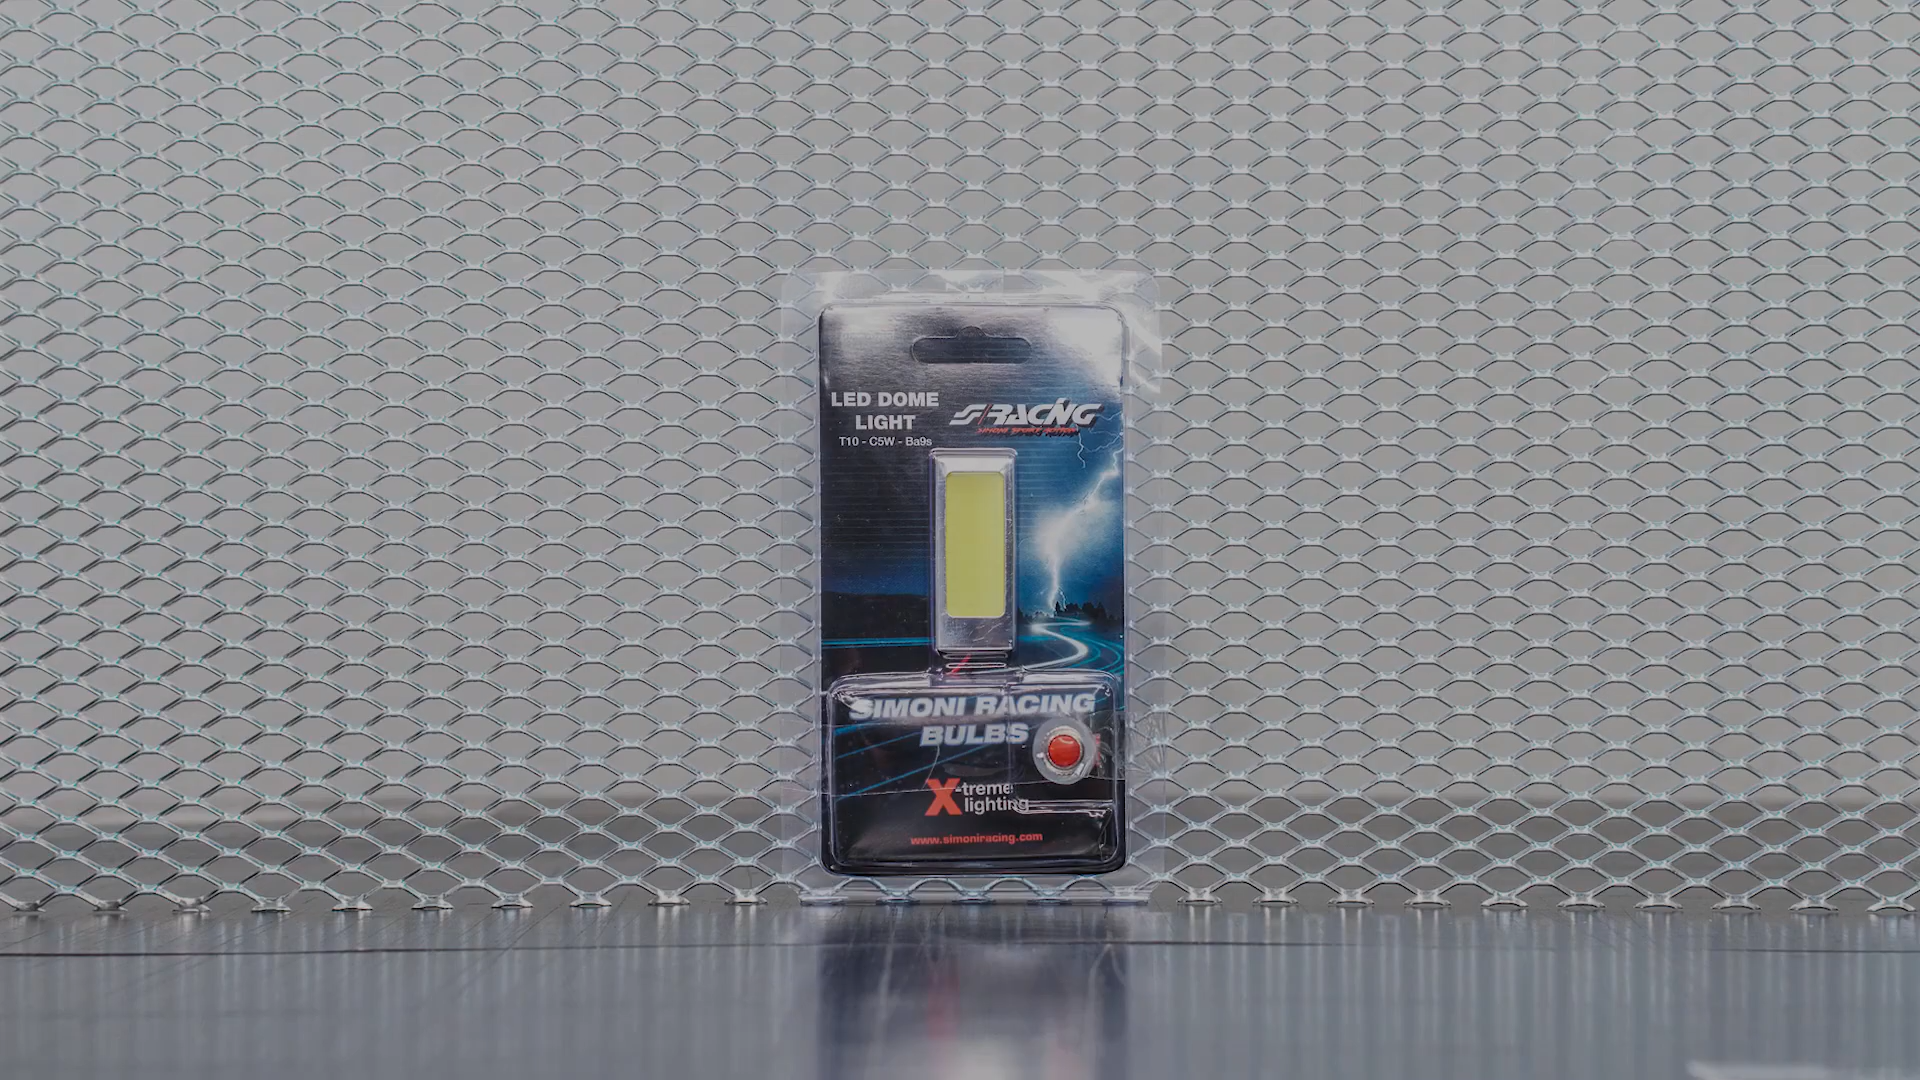 LED DOME
LIGHT
T10 - C5W - Ba9s
S/RACING
SIMONI RACING
BULBS
X-treme
lighting
www.simoniracing.com